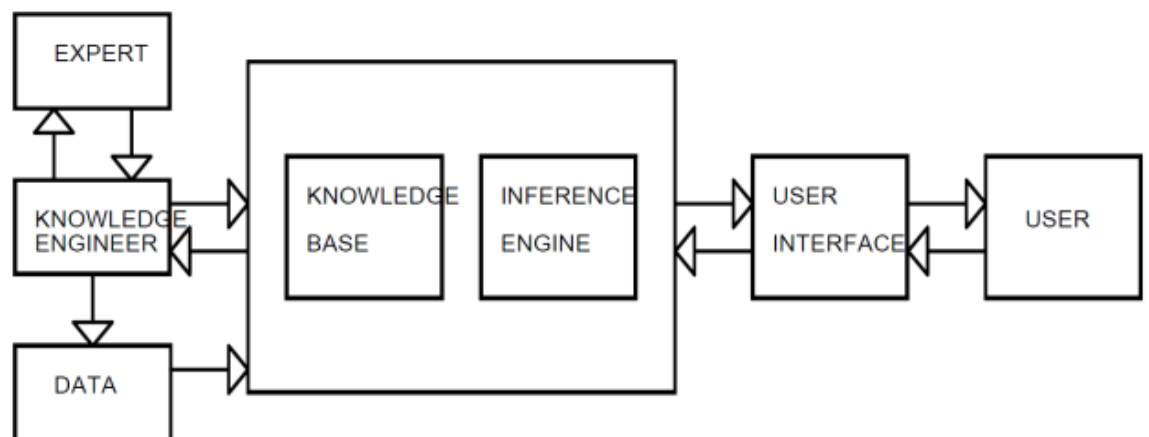 EXPERT
KNOWLEDGE
ENGINEER
DATA
KNOWLEDGE
BASE
INFERENCE
ENGINE
USER
INTERFACE
USER